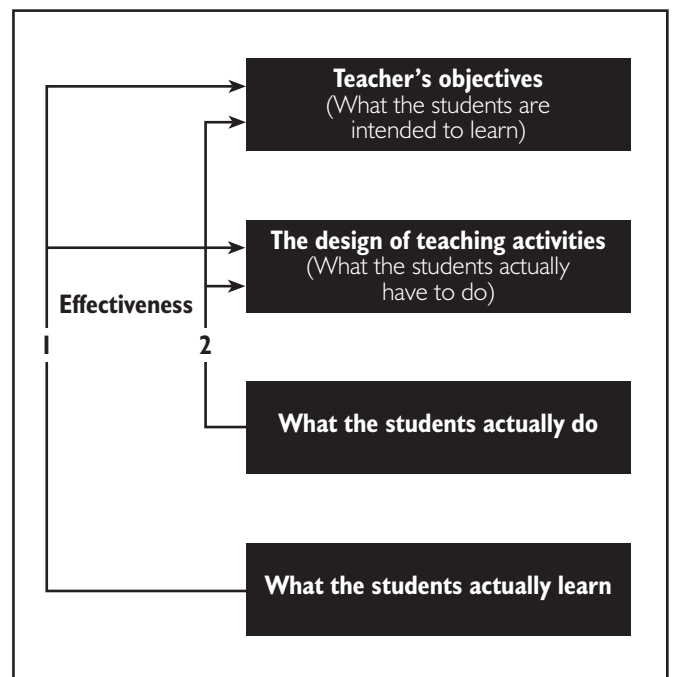 Teacher’s objectives
(What the students are
intended to learn)
The design of teaching activities
(What the students actually
have to do)
Effectiveness
1 2
What the students actually do
What the students actually learn